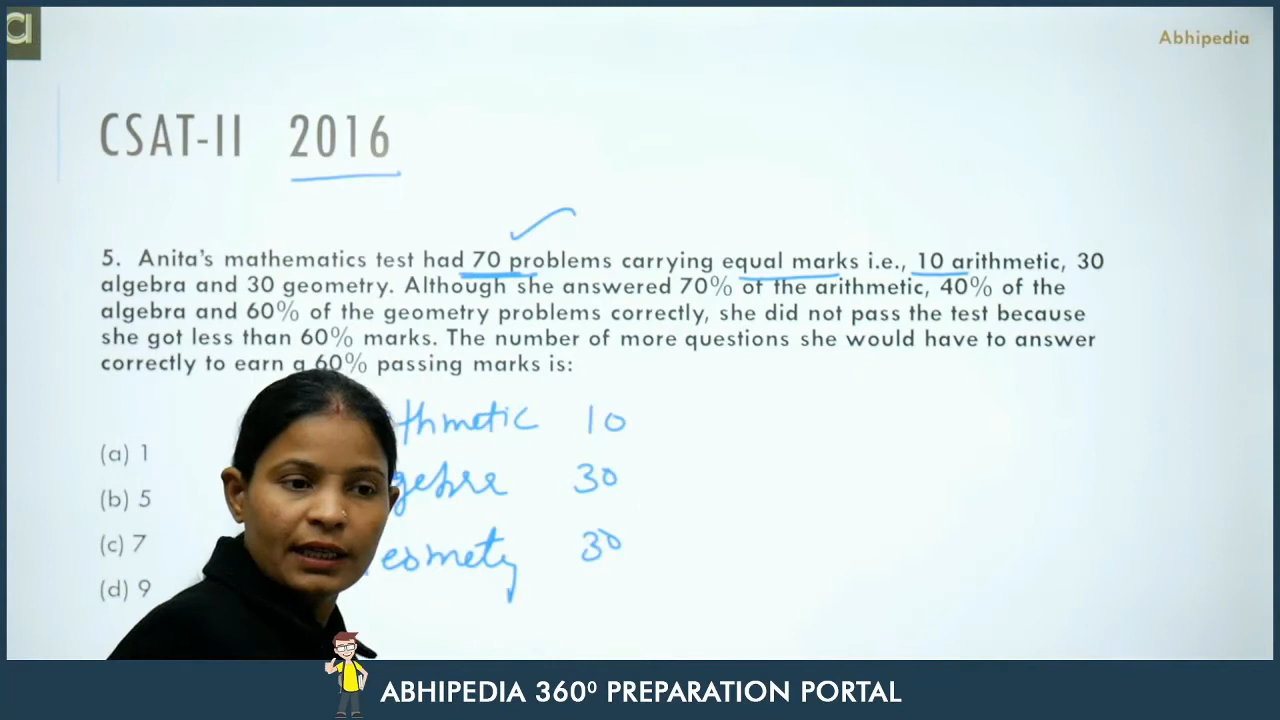 a
Abhipedia
CSAT-II 2016
5. Anita's mathematics test had 70 problems carrying equal marks i.e., 10 arithmetic, 30
algebra and 30 geometry. Although she answered 70% of the arithmetic, 40% of the
algebra and 60% of the geometry problems correctly, she did not pass the test because
she got less than 60% marks. The number of more questions she would have to answer
correctly to earn a 60% passing marks is:
thmetic 10
(a) 1
gebra 30
(b) 5
(c) 7
eomety 30
(d) 9
ABHIPEDIA 360⁰ PREPARATION PORTAL